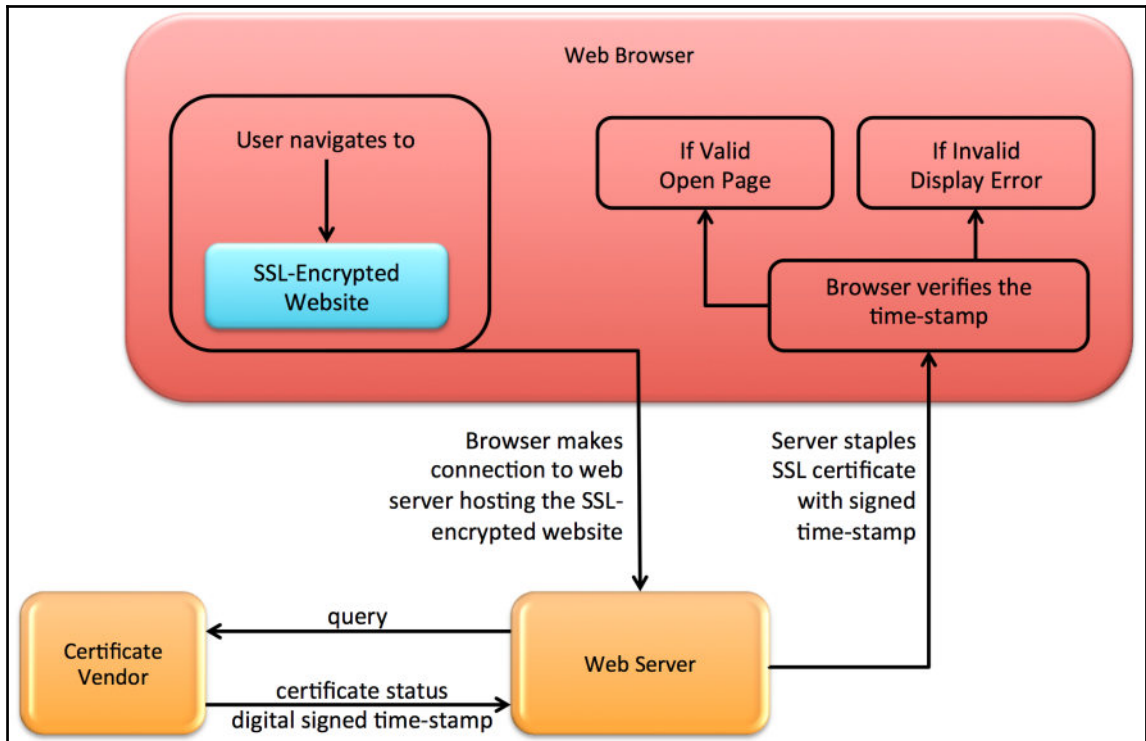 Web Browser
User navigates to
SSL-Encrypted
Website
If Valid
Open Page
If Invalid
Display Error
Browser verifies the
time-stamp
Browser makes
connection to web
server hosting the SSL-
encrypted website
Server staples
SSL certificate
with signed
time-stamp
Certificate
Vendor
query
certificate status
digital signed time-stamp
Web Server